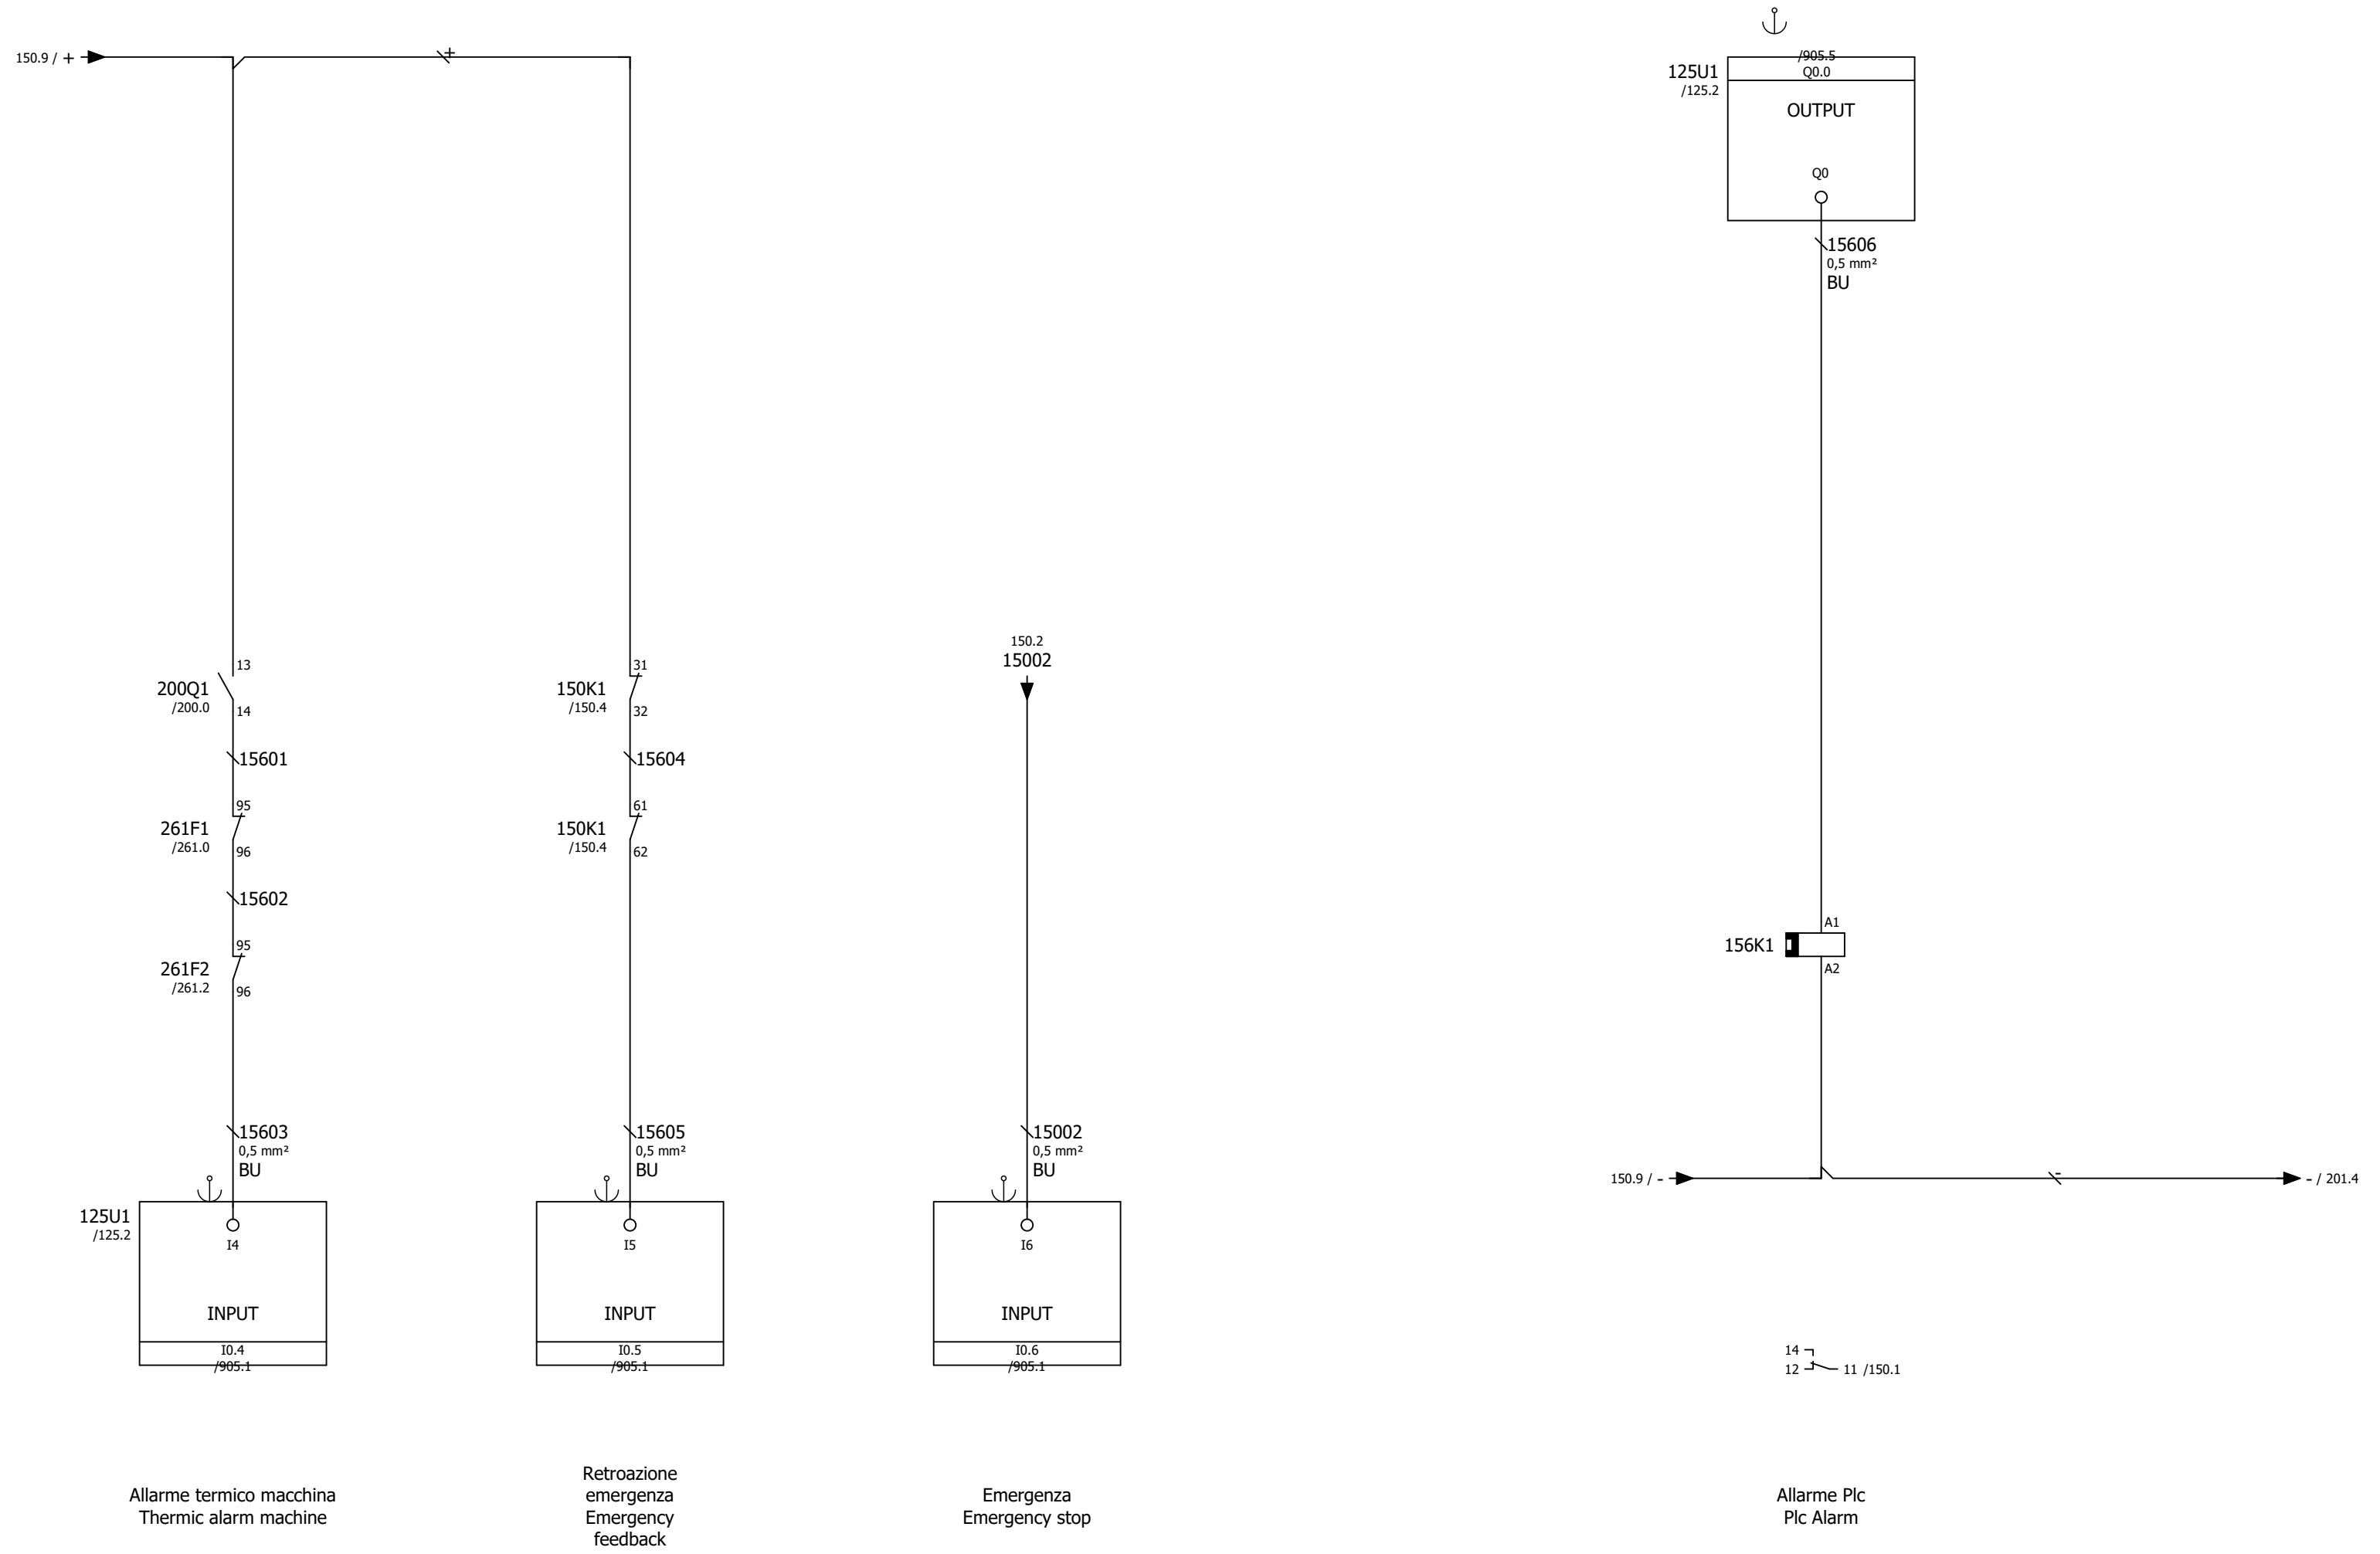 150.9 / +
+
13
200Q1
/200.0
14
15601
95
261F1
/261.0
96
15602
95
261F2
/261.2
96
15603
0,5 mm²
BU
125U1
/125.2
I4
INPUT
I0.4
/905.1
Allarme termico macchina
Thermic alarm machine
31
150K1
/150.4
32
15604
61
150K1
/150.4
62
15605
0,5 mm²
BU
I5
INPUT
I0.5
/905.1
Retroazione
emergenza
Emergency
feedback
150.2
15002
15002
0,5 mm²
BU
I6
INPUT
I0.6
/905.1
Emergenza
Emergency stop
125U1
/125.2
/905.5
Q0.0
OUTPUT
Q0
15606
0,5 mm²
BU
A1
156K1
A2
150.9 / -
-
- / 201.4
14
12
11 /150.1
Allarme Plc
Plc Alarm